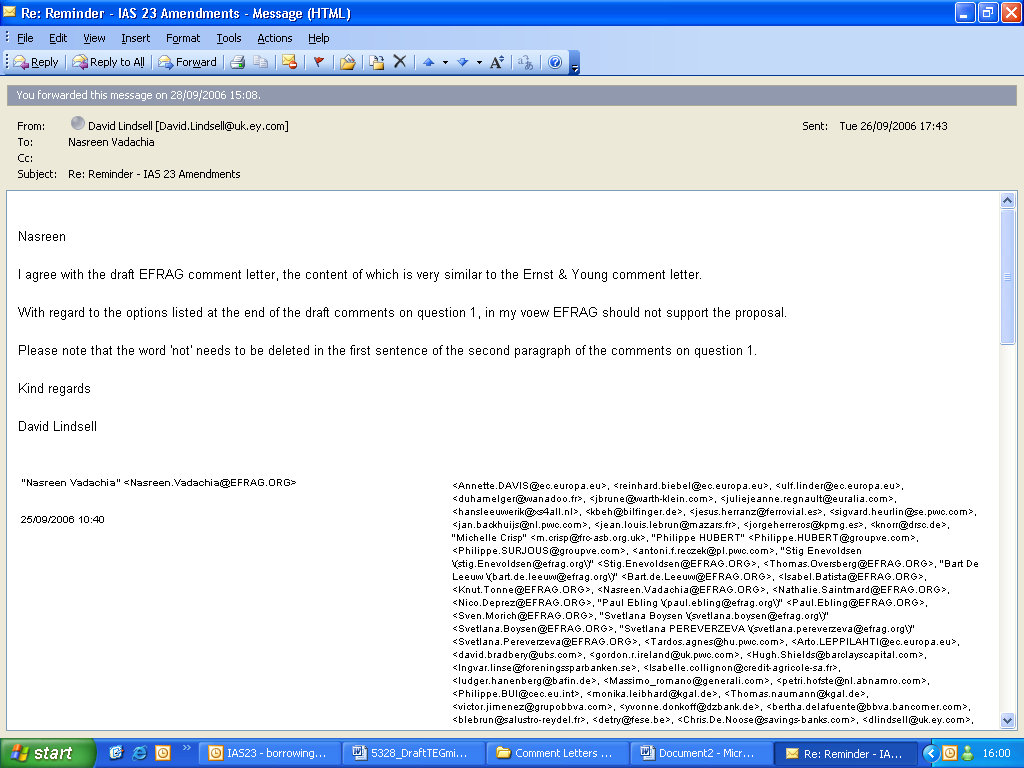 Re: Reminder - IAS 23 Amendments - Message (HTML)
File Edit View Insert Format Tools Actions Help
Reply Reply to All Forward
You forwarded this message on 28/09/2006 15:08.
From: David Lindsell [David.Lindsell@uk.ey.com] Sent: Tue 26/09/2006 17:43
To: Nasreen Vadachia
Cc:
Subject: Re: Reminder - IAS 23 Amendments
Nasreen
I agree with the draft EFRAG comment letter, the content of which is very similar to the Ernst & Young comment letter.
With regard to the options listed at the end of the draft comments on question 1, in my voew EFRAG should not support the proposal.
Please note that the word 'not' needs to be deleted in the first sentence of the second paragraph of the comments on question 1.
Kind regards
David Lindsell
"Nasreen Vadachia" <Nasreen.Vadachia@EFRAG.ORG>
25/09/2006 10:40
<Annette.DAVIS@ec.europa.eu>, <reinhard.biebel@ec.europa.eu>, <ulf.linder@ec.europa.eu>,
<duhamelger@wanadoo.fr>, <jbrune@warth-klein.com>, <juliejeanne.regnault@euralia.com>,
<hansleeuwerik@xs4all.nl>, <kbeh@bilfinger.de>, <jesus.herranz@ferrovial.es>, <sigvard.heurlin@se.pwc.com>,
<jan.backhuijs@nl.pwc.com>, <jean.louis.lebrun@mazars.fr>, <jorgeherreros@kpmg.es>, <knorr@drsc.de>,
"Michelle Crisp" <m.crisp@frc-asb.org.uk>, "Philippe HUBERT" <Philippe.HUBERT@groupve.com>,
<Philippe.SURJOUS@groupve.com>, <antoni.f.reczek@pl.pwc.com>, "Stig Enevoldsen
\(stig.Enevoldsen@efrag.org\)" <Stig.Enevoldsen@EFRAG.ORG>, <Thomas.Oversberg@EFRAG.ORG>, "Bart De
Leeuw \(bart.de.leeuw@efrag.org\)" <Bart.de.Leeuw@EFRAG.ORG>, <Isabel.Batista@EFRAG.ORG>,
<Knut.Tonne@EFRAG.ORG>, <Nasreen.Vadachia@EFRAG.ORG>, <Nathalie.Saintmard@EFRAG.ORG>,
<Nico.Deprez@EFRAG.ORG>, "Paul Ebling \(paul.ebling@efrag.org\)" <Paul.Ebling@EFRAG.ORG>,
<Sven.Morich@EFRAG.ORG>, "Svetlana Boysen \(svetlana.boysen@efrag.org\)"
<Svetlana.Boysen@EFRAG.ORG>, "Svetlana PEREVERZEVA \(svetlana.pereverzeva@efrag.org\)"
<Svetlana.Pereverzeva@EFRAG.ORG>, <Tardos.agnes@hu.pwc.com>, <Arto.LEPPILAHTI@ec.europa.eu>,
<david.bradbery@ubs.com>, <gordon.r.ireland@uk.pwc.com>, <Hugh.Shields@barclayscapital.com>,
<Ingvar.linse@foreningssparbanken.se>, <Isabelle.collignon@credit-agricole-sa.fr>,
<ludger.hanenberg@bafin.de>, <Massimo_romano@generali.com>, <petri.hofste@nl.abnamro.com>,
<Philippe.BUI@cec.eu.int>, <monika.leibhard@kgal.de>, <Thomas.naumann@kgal.de>,
<victor.jimenez@grupobbva.com>, <yvonne.donkoff@dzbank.de>, <bertha.delafuente@bbva.bancomer.com>,
<blebrun@salustro-reydel.fr>, <detry@fese.be>, <Chris.De.Noose@savings-banks.com>, <dlindsell@uk.ey.com>,
start IAS23 - borrowing... 5328_DraftTEGmi... Comment Letters ... Document2 - Micr... Re: Reminder - IA... 16:00